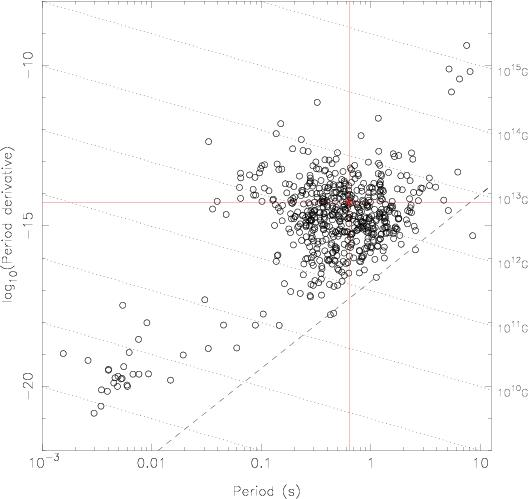 -10
-15
-20
log10(Period derivative)
10^15G
10^14G
10^13G
10^12G
10^11G
10^10G
10^-3
0.01
0.1
1
10
Period (s)